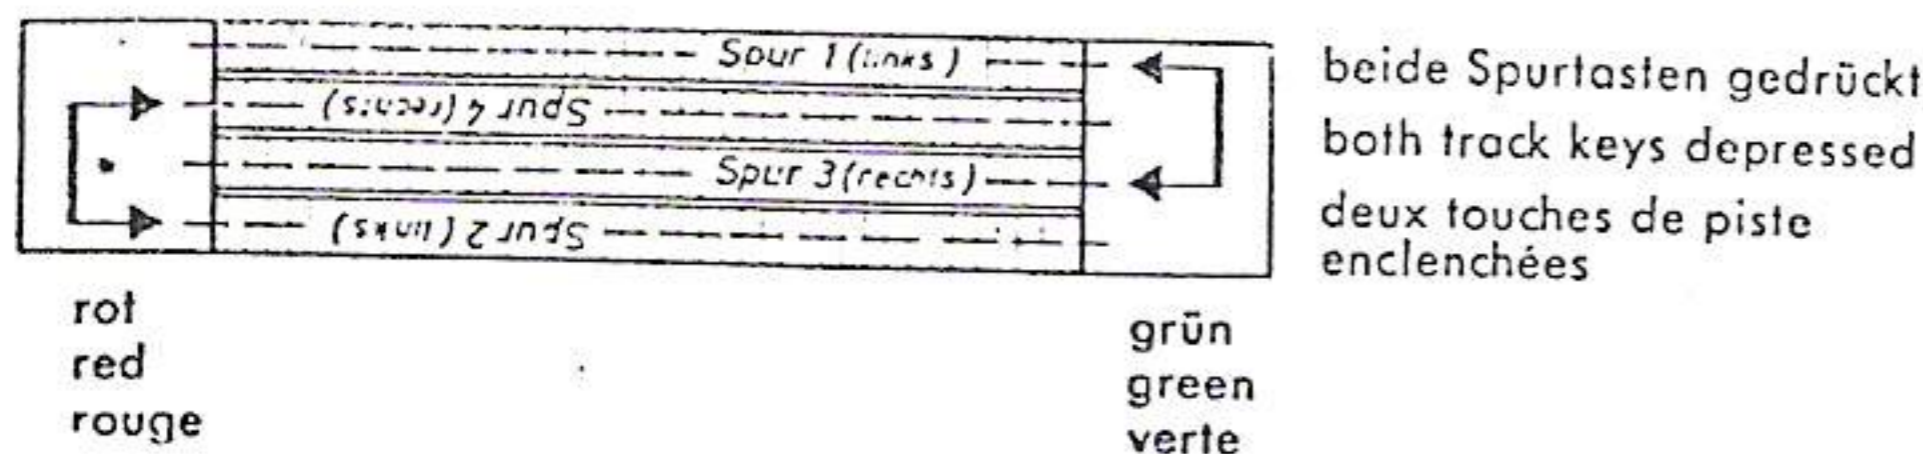 Spur 1 (links)
Spur 4 (rechts)
Spur 3 (rechts)
Spur 2 (links)
beide Spurtasten gedrückt
both track keys depressed
deux touches de piste
enclenchées
rot
red
rouge
grün
green
verte